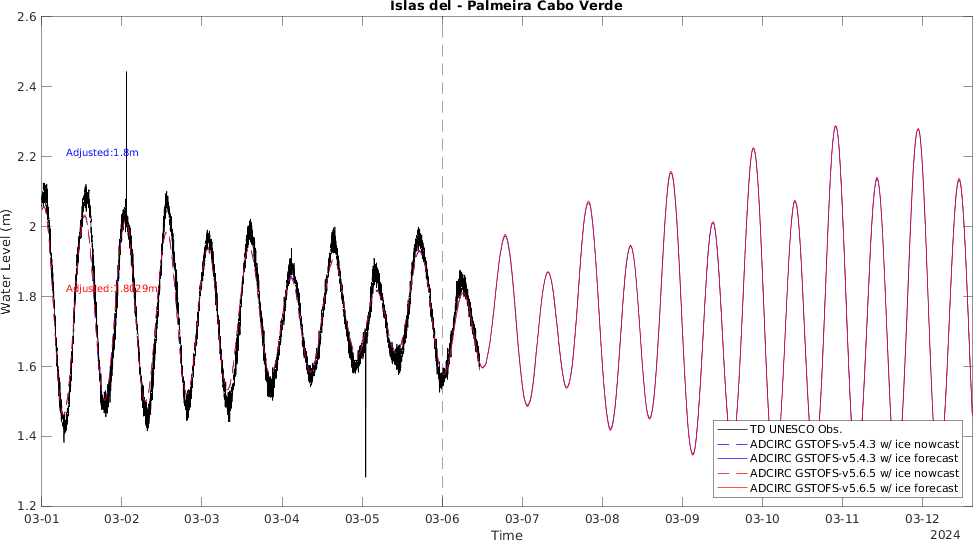 Islas del - Palmeira Cabo Verde
2.6
2.4
2.2
2
1.8
1.6
1.4
1.2
Water Level (m)
Adjusted:1.8m
Adjusted:1.8029m
TD UNESCO Obs.
ADCIRC GSTOFS-v5.4.3 w/ ice nowcast
ADCIRC GSTOFS-v5.4.3 w/ ice forecast
ADCIRC GSTOFS-v5.6.5 w/ ice nowcast
ADCIRC GSTOFS-v5.6.5 w/ ice forecast
03-01 03-02 03-03 03-04 03-05 03-06 03-07 03-08 03-09 03-10 03-11 03-12
Time
2024